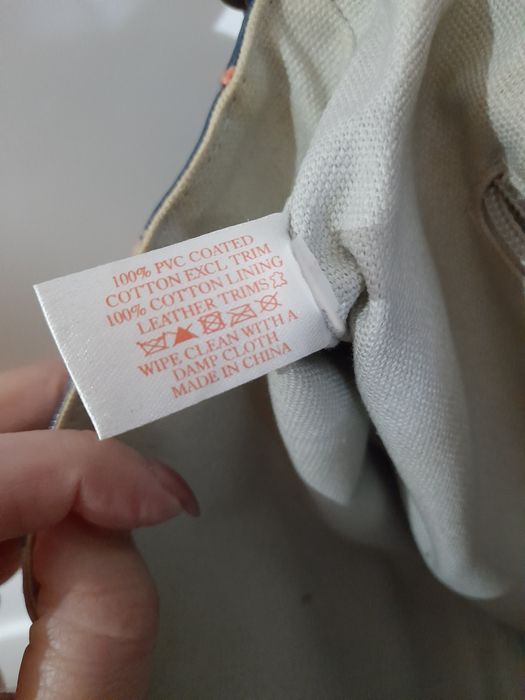 100% PVC COATED
COTTON EXCL TRIM
100% COTTON LINING
LEATHER TRIMS
WIPE CLEAN WITH A
DAMP CLOTH
MADE IN CHINA